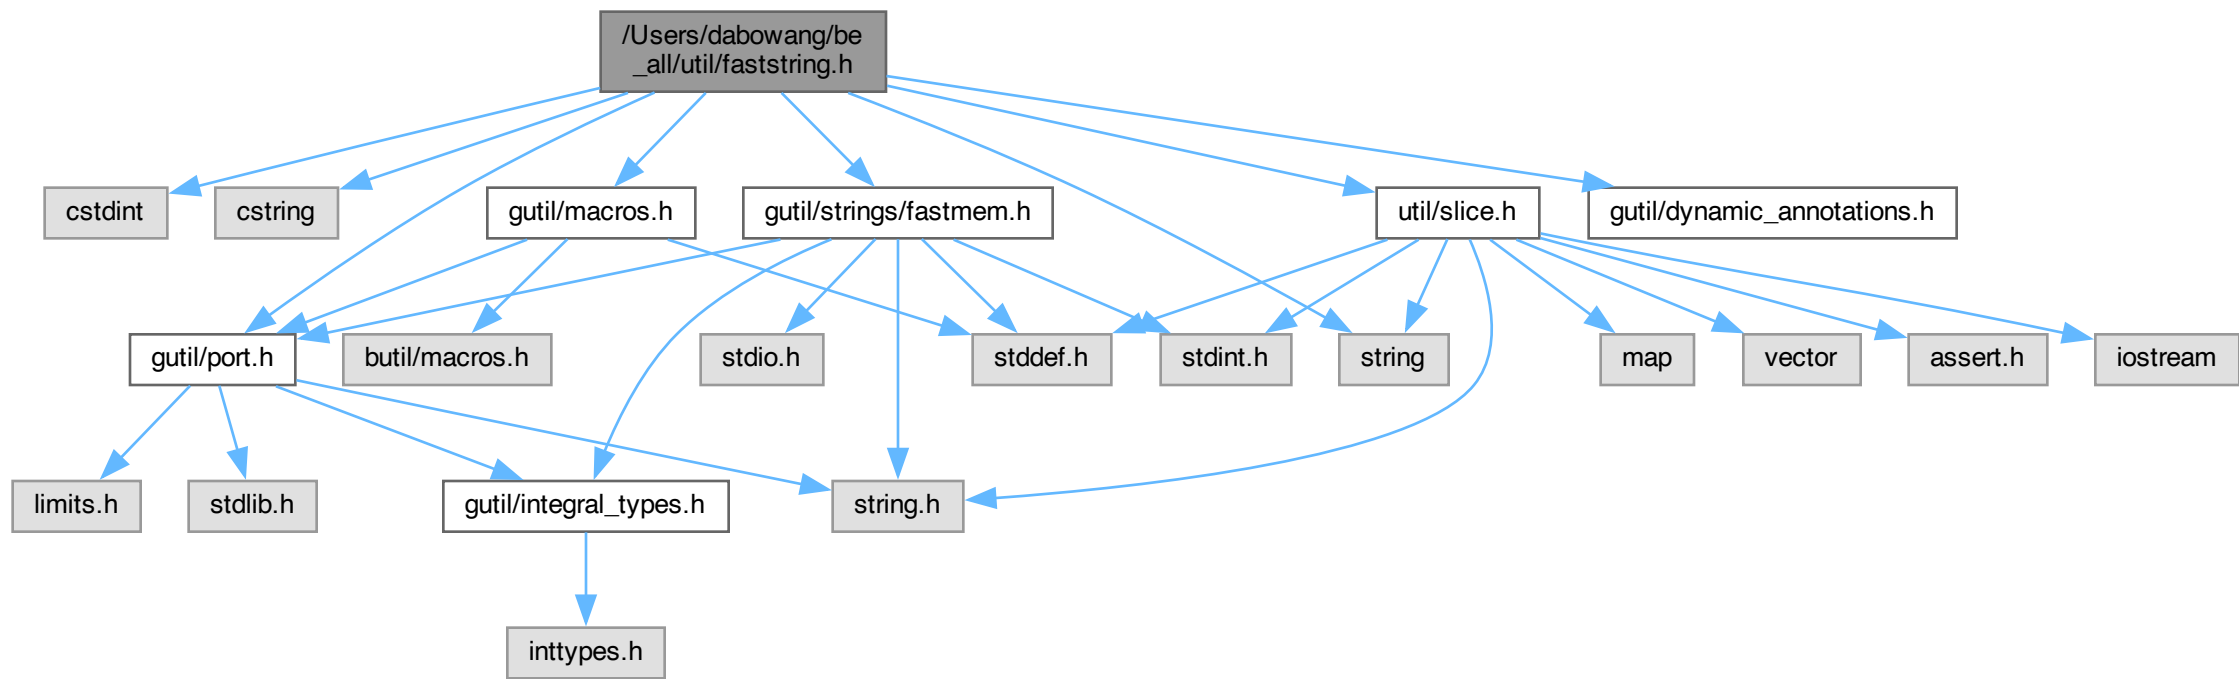 /Users/dabowang/be
_all/util/faststring.h
cstdint
cstring
gutil/macros.h
gutil/strings/fastmem.h
util/slice.h
gutil/dynamic_annotations.h
gutil/port.h
butil/macros.h
stdio.h
stddef.h
stdint.h
string
map
vector
assert.h
iostream
limits.h
stdlib.h
gutil/integral_types.h
string.h
inttypes.h